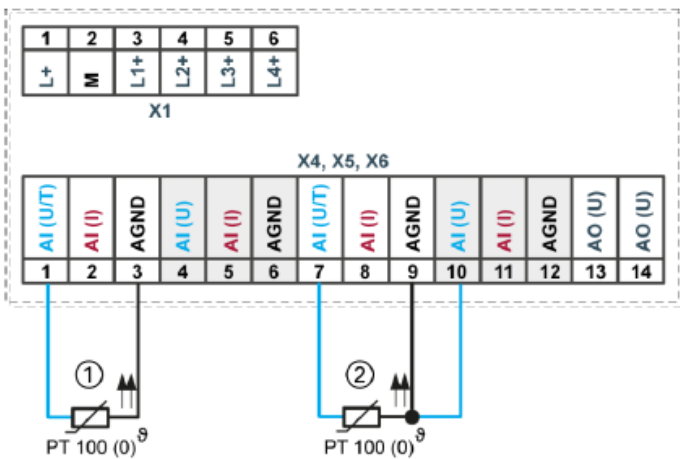 1 2 3 4 5 6
L+ M L1+ L2+ L3+ L4+
X1
X4, X5, X6
AI (U/T) AI (I) AGND AI (U) AI (I) AGND AI (U/T) AI (I) AGND AI (U) AI (I) AGND AO (U) AO (U)
1 2 3 4 5 6 7 8 9 10 11 12 13 14
① ②
PT 100 (0) ϑ PT 100 (0) ϑ